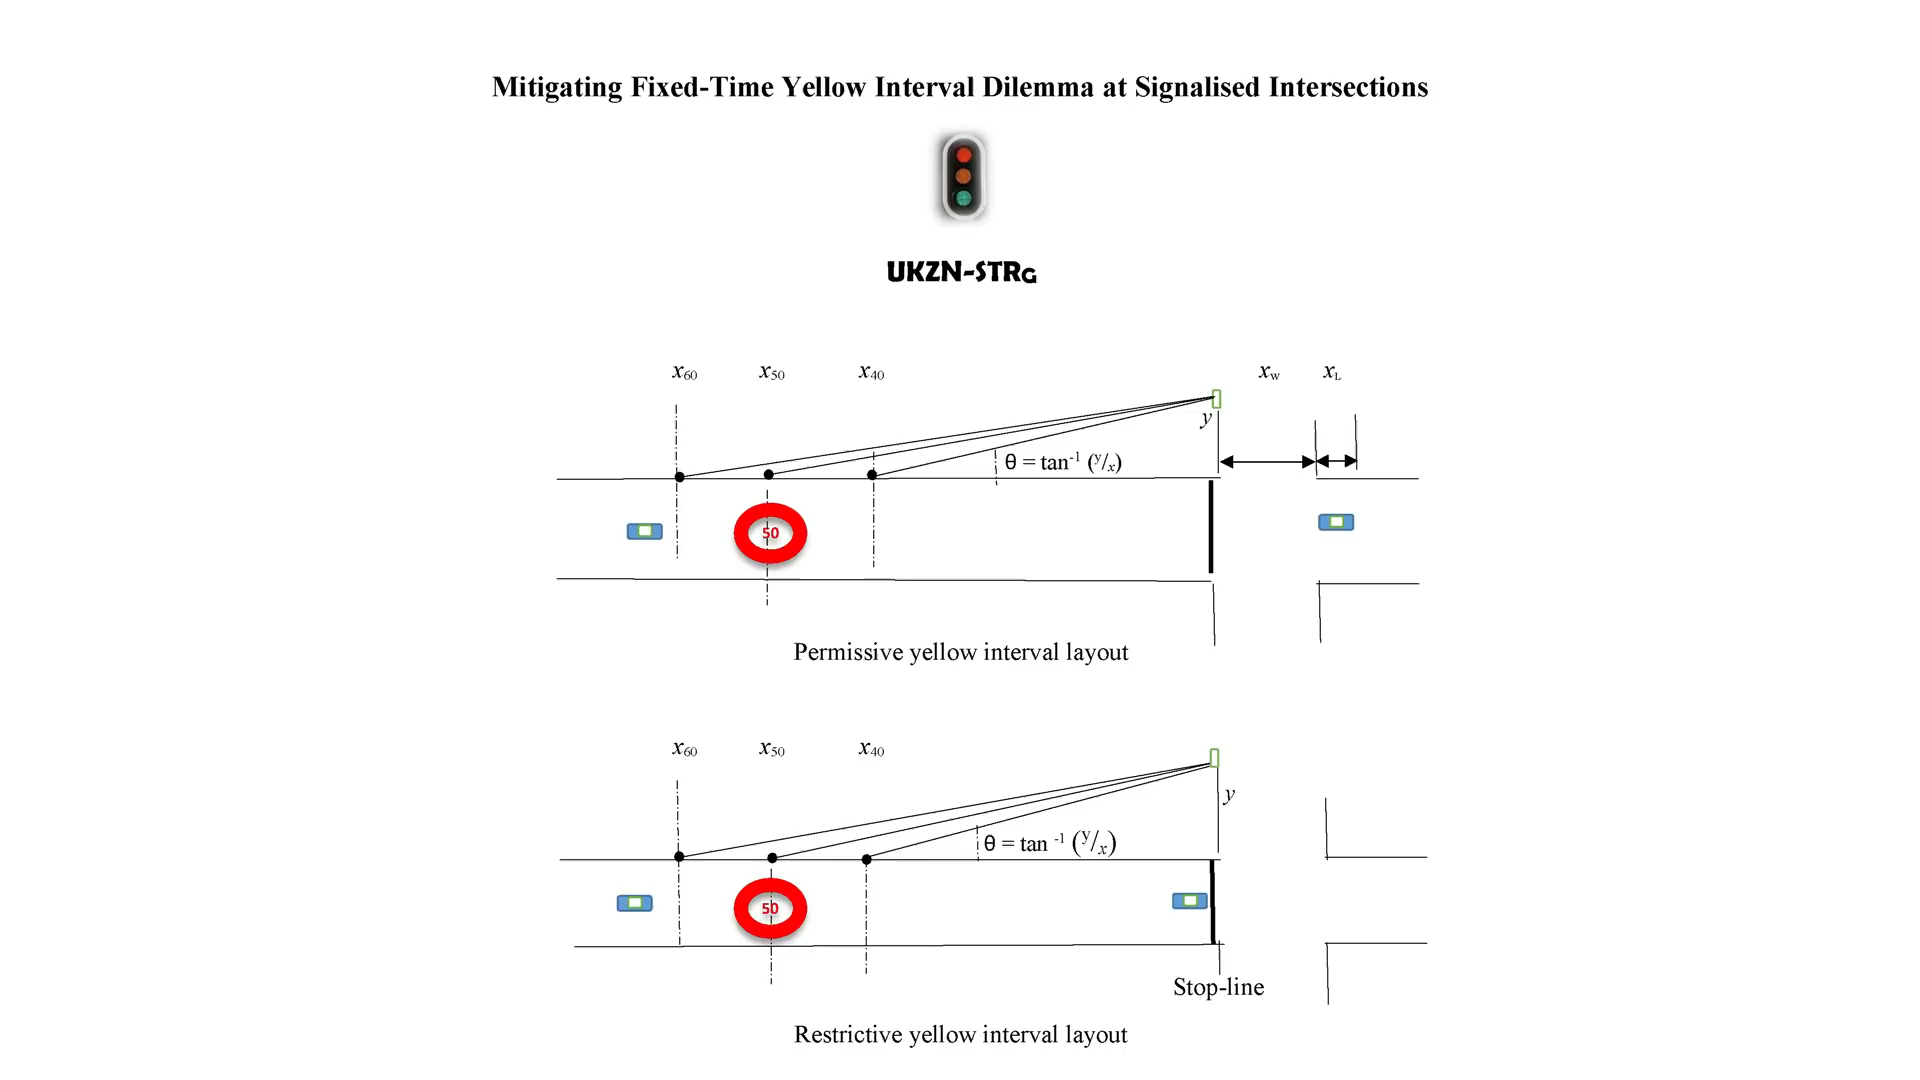 Mitigating Fixed-Time Yellow Interval Dilemma at Signalised Intersections
UKZN-STRG
x60 x50 x40 xw xL
y
θ = tan-1 (y/x)
50
Permissive yellow interval layout
x60 x50 x40
y
θ = tan -1 (y/x)
50
Stop-line
Restrictive yellow interval layout